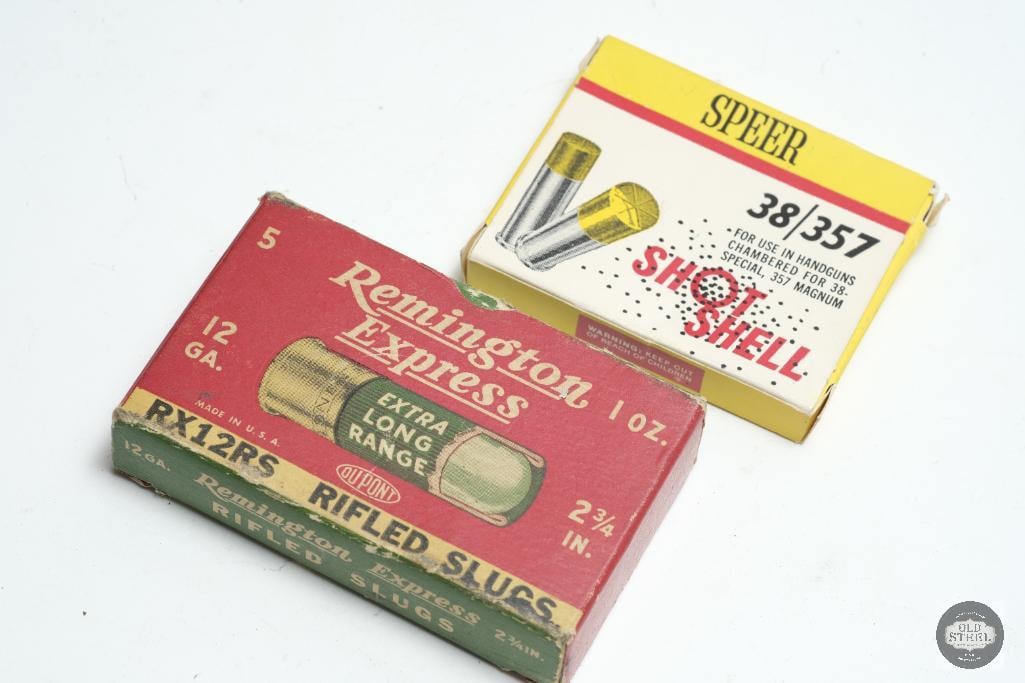 SPEER
38/357
FOR USE IN HANDGUNS
CHAMBERED FOR 38-
SPECIAL, 357 MAGNUM
SHOT
SHELL
WARNING: KEEP OUT
OF REACH OF CHILDREN
5
Remington
Express
12
GA.
1 OZ.
EXTRA
LONG
RANGE
MADE IN U.S.A.
DUPONT
2¾
IN.
RX12RS RIFLED SLUGS
12 GA. Remington Express 2¾ IN.
RIFLED SLUGS
OLD
STEEL